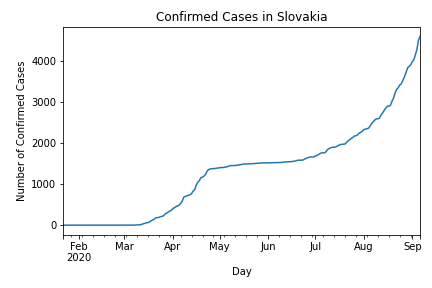 Confirmed Cases in Slovakia
Number of Confirmed Cases
4000
3000
2000
1000
0
Feb Mar Apr May Jun Jul Aug Sep
2020
Day